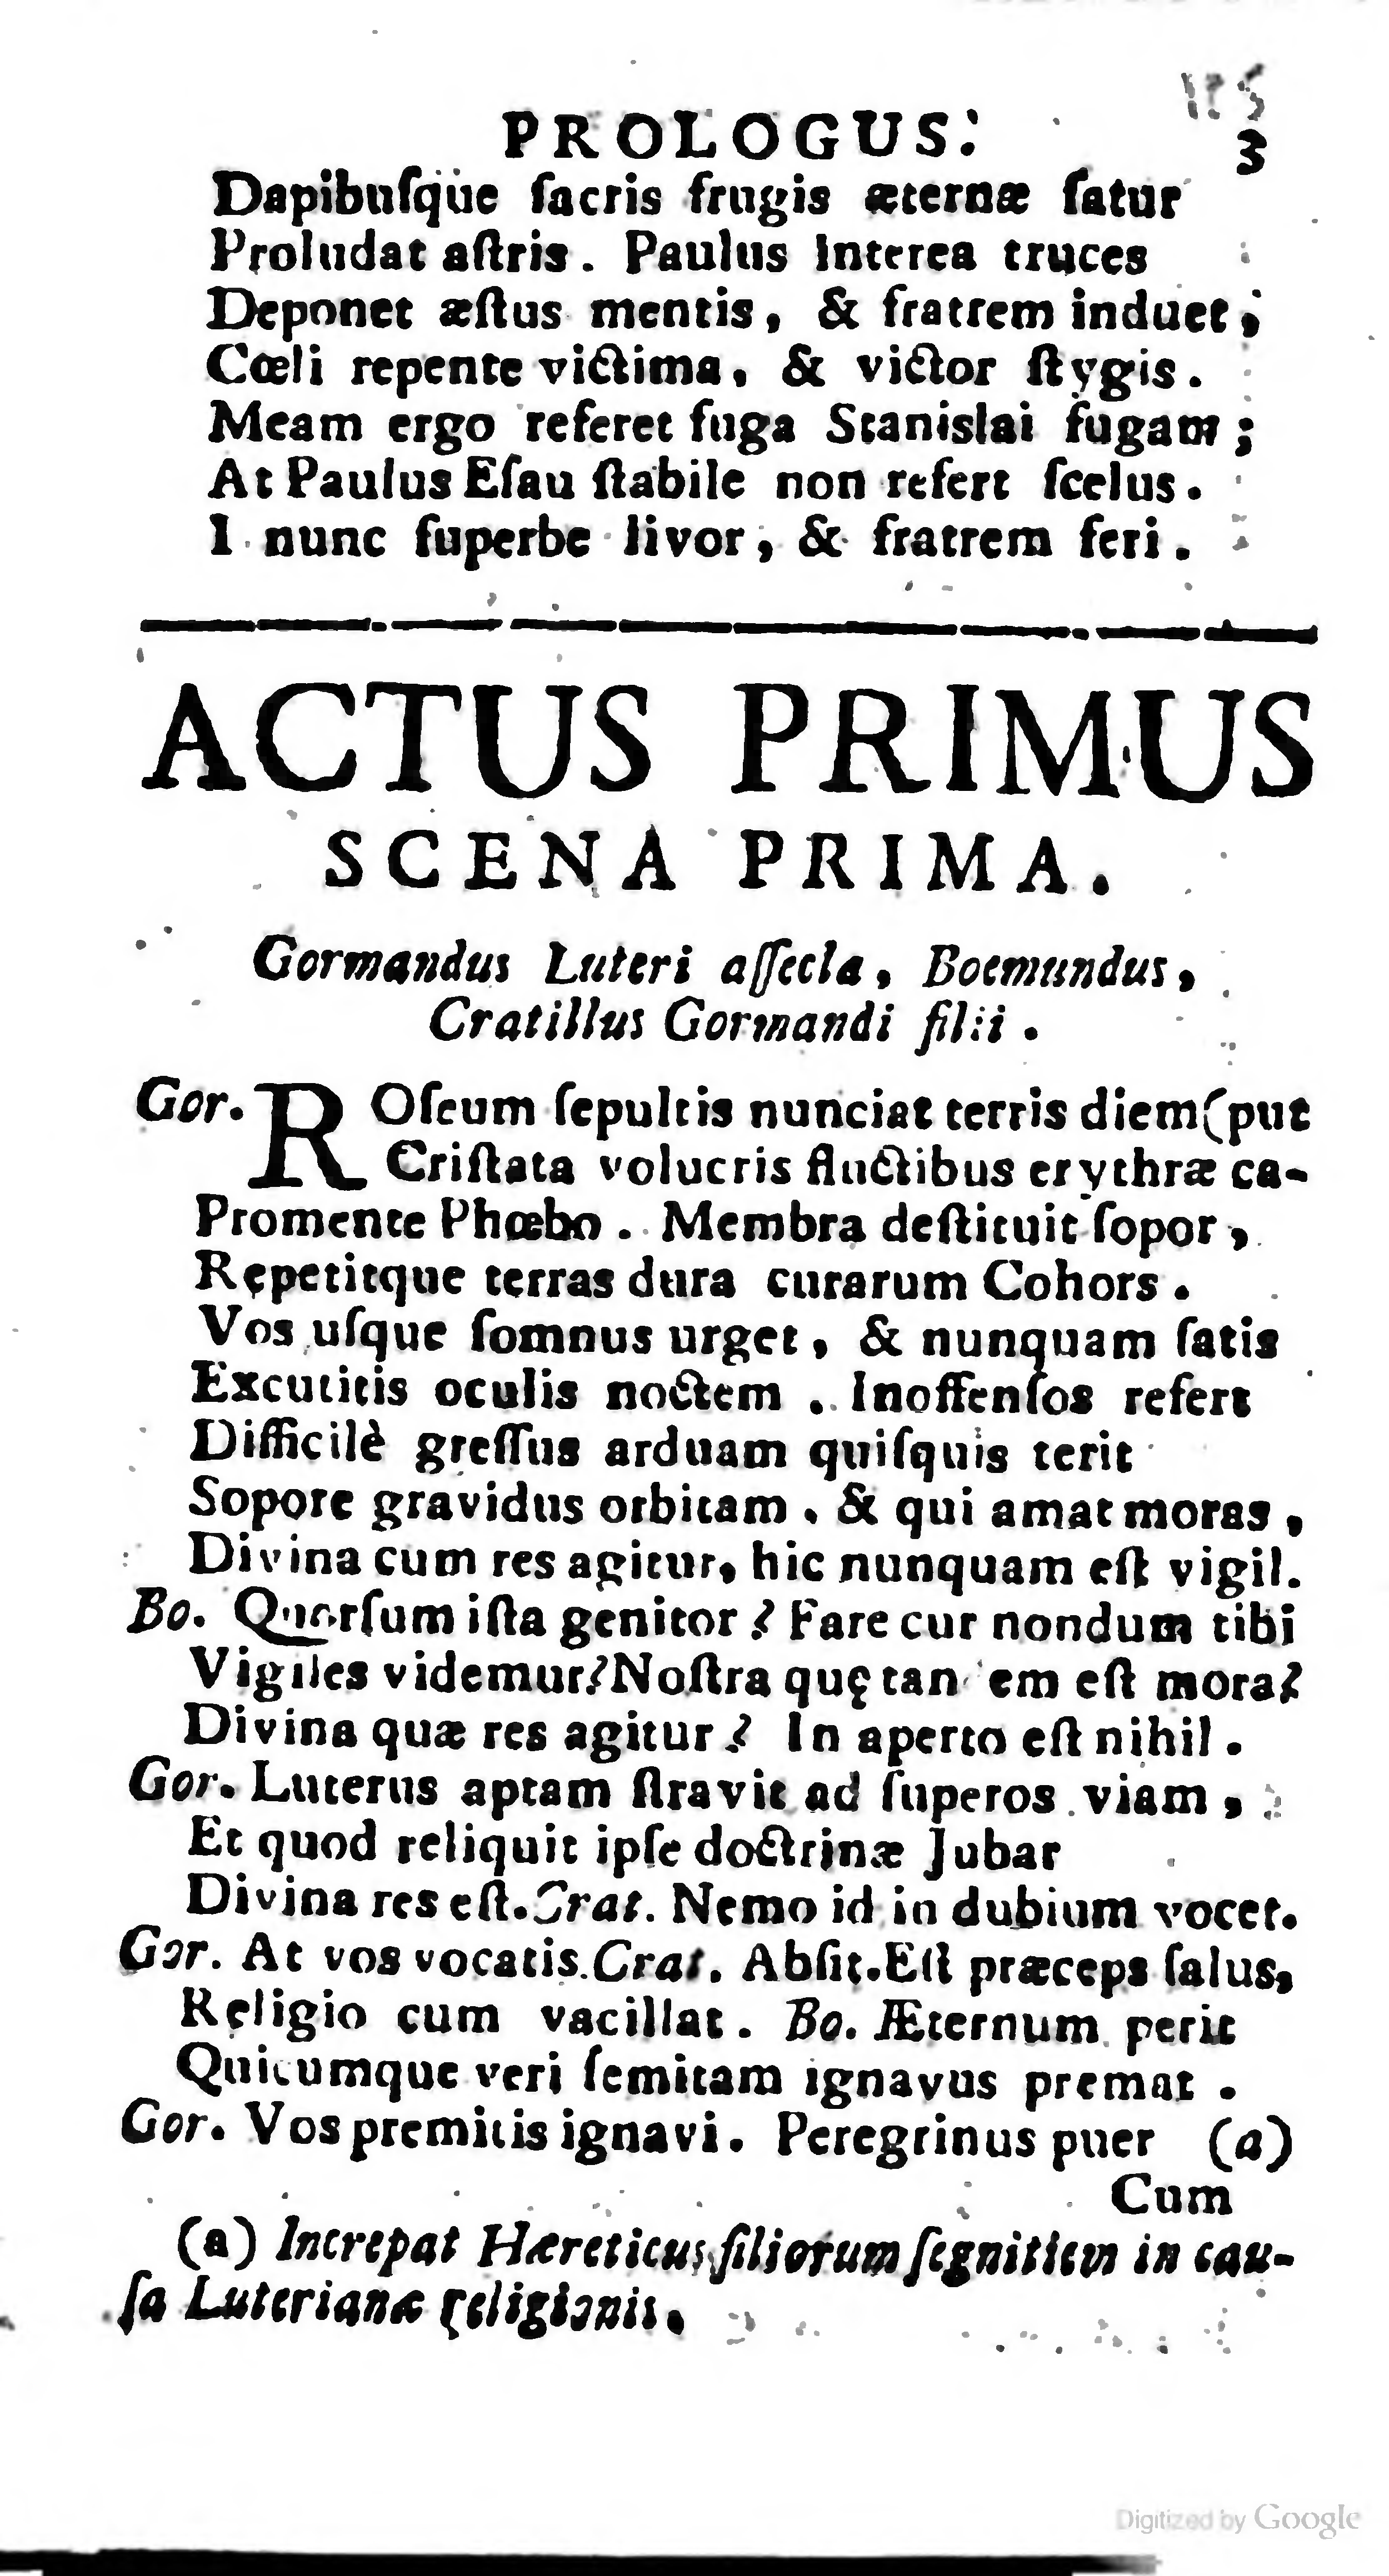 PROLOGUS. 3
Dapibuſque ſacris frugis æternæ ſatur
Proludat aſtris. Paulus interea truces
Deponet æſtus mentis, & fratrem induet;
Cœli repente victima, & victor ſtygis.
Meam ergo referet fuga Stanislai fugam;
At Paulus Eſau ſtabile non refert ſcelus.
I nunc ſuperbe livor, & fratrem feri.
ACTUS PRIMUS
SCENA PRIMA.
Gormandus Luteri aſſecla, Boemundus,
Cratillus Gormandi filii.
Gor. ROſeum ſepultis nunciat terris diem (put
Criſtata volucris fluctibus erythræ ca-
Promente Phœbo. Membra deſtituit ſopor,
Repetitque terras dura curarum Cohors.
Vos uſque ſomnus urget, & nunquam ſatis
Excutitis oculis noctem. Inoffenſos refert
Difficilè greſſus arduam quiſquis terit
Sopore gravidus orbitam, & qui amat moras,
Divina cum res agitur, hic nunquam eſt vigil.
Bo. Quorſum iſta genitor? Fare cur nondum tibi
Vigiles videmur? Noſtra quę tan em eſt mora?
Divina quæ res agitur? In aperto eſt nihil.
Gor. Luterus aptam ſtravit ad ſuperos viam,
Et quod reliquit ipſe doctrinæ Jubar
Divina res eſt. Crat. Nemo id in dubium vocet.
Gor. At vos vocatis. Crat. Abſit. Eſt præceps ſalus,
Religio cum vacillat. Bo. Æternum perit
Quicumque veri ſemitam ignavus premat.
Gor. Vos premitis ignavi. Peregrinus puer (a)
Cum
(a) Increpat Hæreticus filiorum ſegnitiem in cau-
ſa Luterianæ religionis.
Digitized by Google